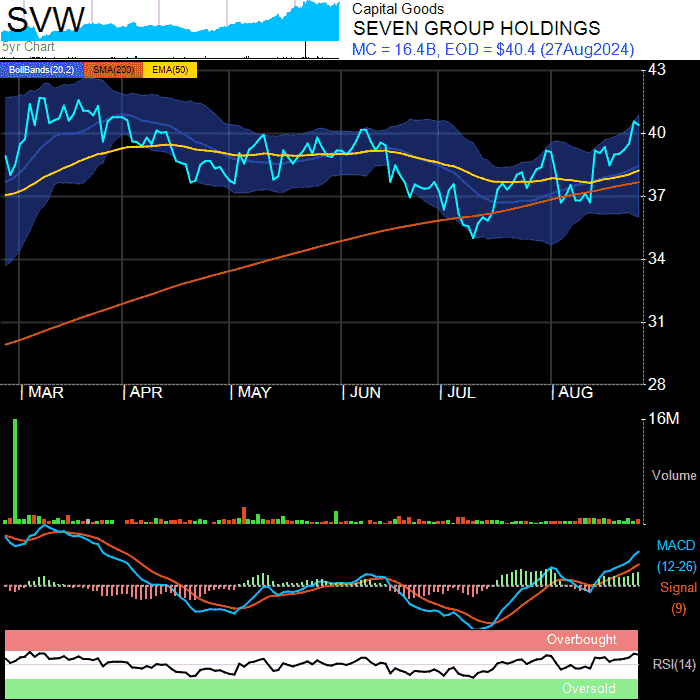 SVW
5yr Chart
Capital Goods
SEVEN GROUP HOLDINGS
MC = 16.4B, EOD = $40.4 (27Aug2024)
BollBands(20,2) SMA(200) EMA(50)
43
40
37
34
31
28
MAR APR MAY JUN JUL AUG
16M
Volume
MACD
(12-26)
Signal
(9)
Overbought
RSI(14)
Oversold